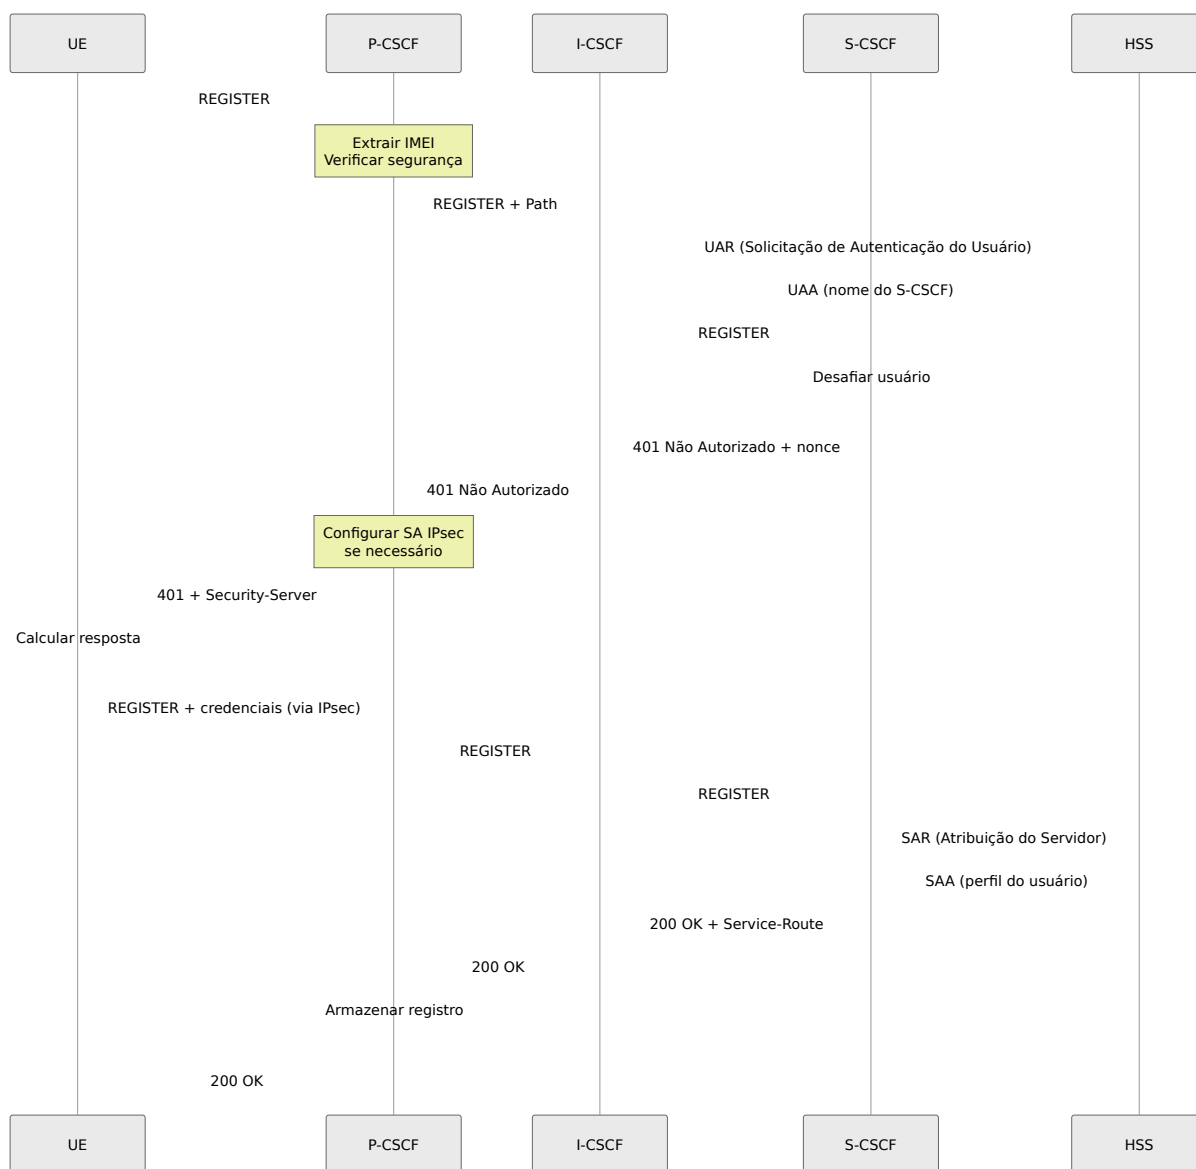 UE
P-CSCF
I-CSCF
S-CSCF
HSS
REGISTER
Extrair IMEI
Verificar segurança
REGISTER + Path
UAR (Solicitação de Autenticação do Usuário)
UAA (nome do S-CSCF)
REGISTER
Desafiar usuário
401 Não Autorizado + nonce
401 Não Autorizado
Configurar SA IPsec
se necessário
401 + Security-Server
Calcular resposta
REGISTER + credenciais (via IPsec)
REGISTER
REGISTER
SAR (Atribuição do Servidor)
SAA (perfil do usuário)
200 OK + Service-Route
200 OK
Armazenar registro
200 OK
UE
P-CSCF
I-CSCF
S-CSCF
HSS